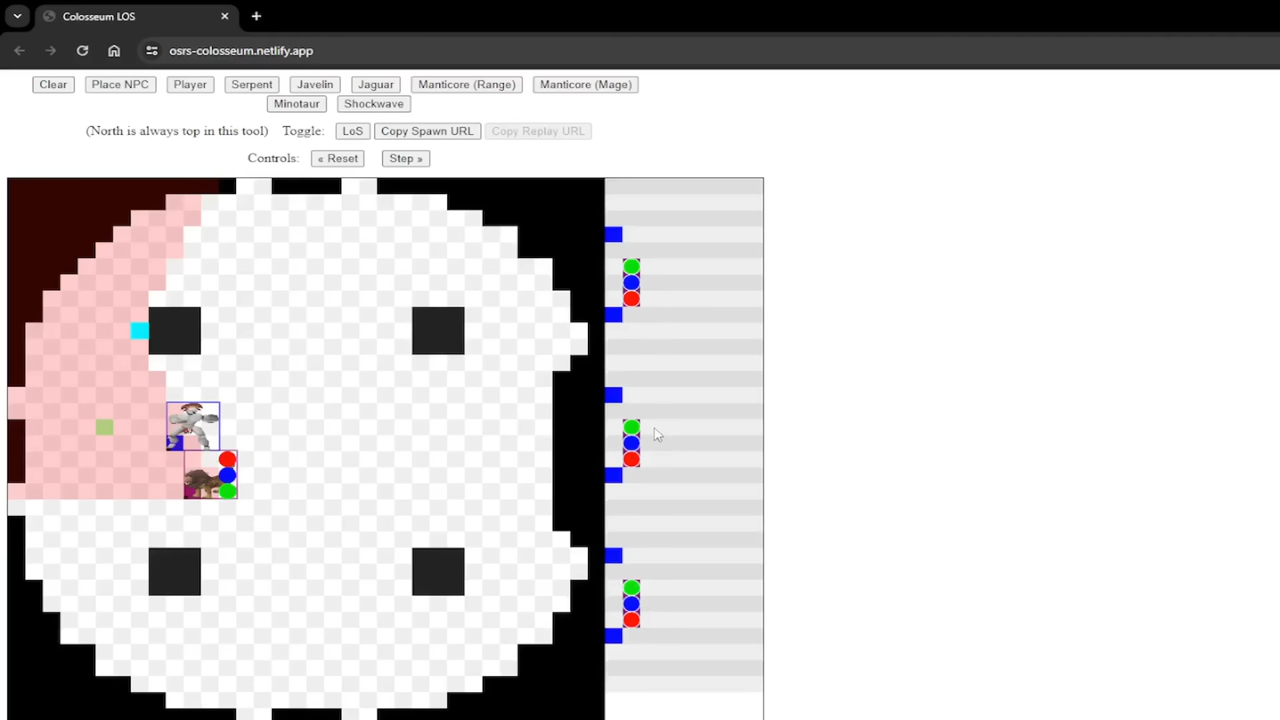 Colosseum LOS
osrs-colosseum.netlify.app
Clear Place NPC Player Serpent Javelin Jaguar Manticore (Range) Manticore (Mage)
Minotaur Shockwave
(North is always top in this tool) Toggle: LoS Copy Spawn URL Copy Replay URL
Controls: « Reset Step »